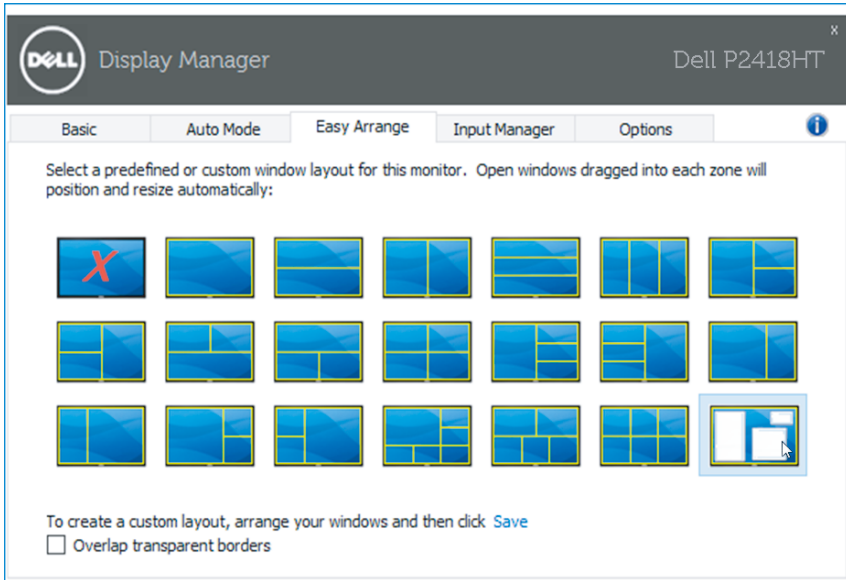 DELL
Display Manager
Dell P2418HT
x
Basic
Auto Mode
Easy Arrange
Input Manager
Options
i
Select a predefined or custom window layout for this monitor. Open windows dragged into each zone will
position and resize automatically:
X
To create a custom layout, arrange your windows and then click Save
Overlap transparent borders